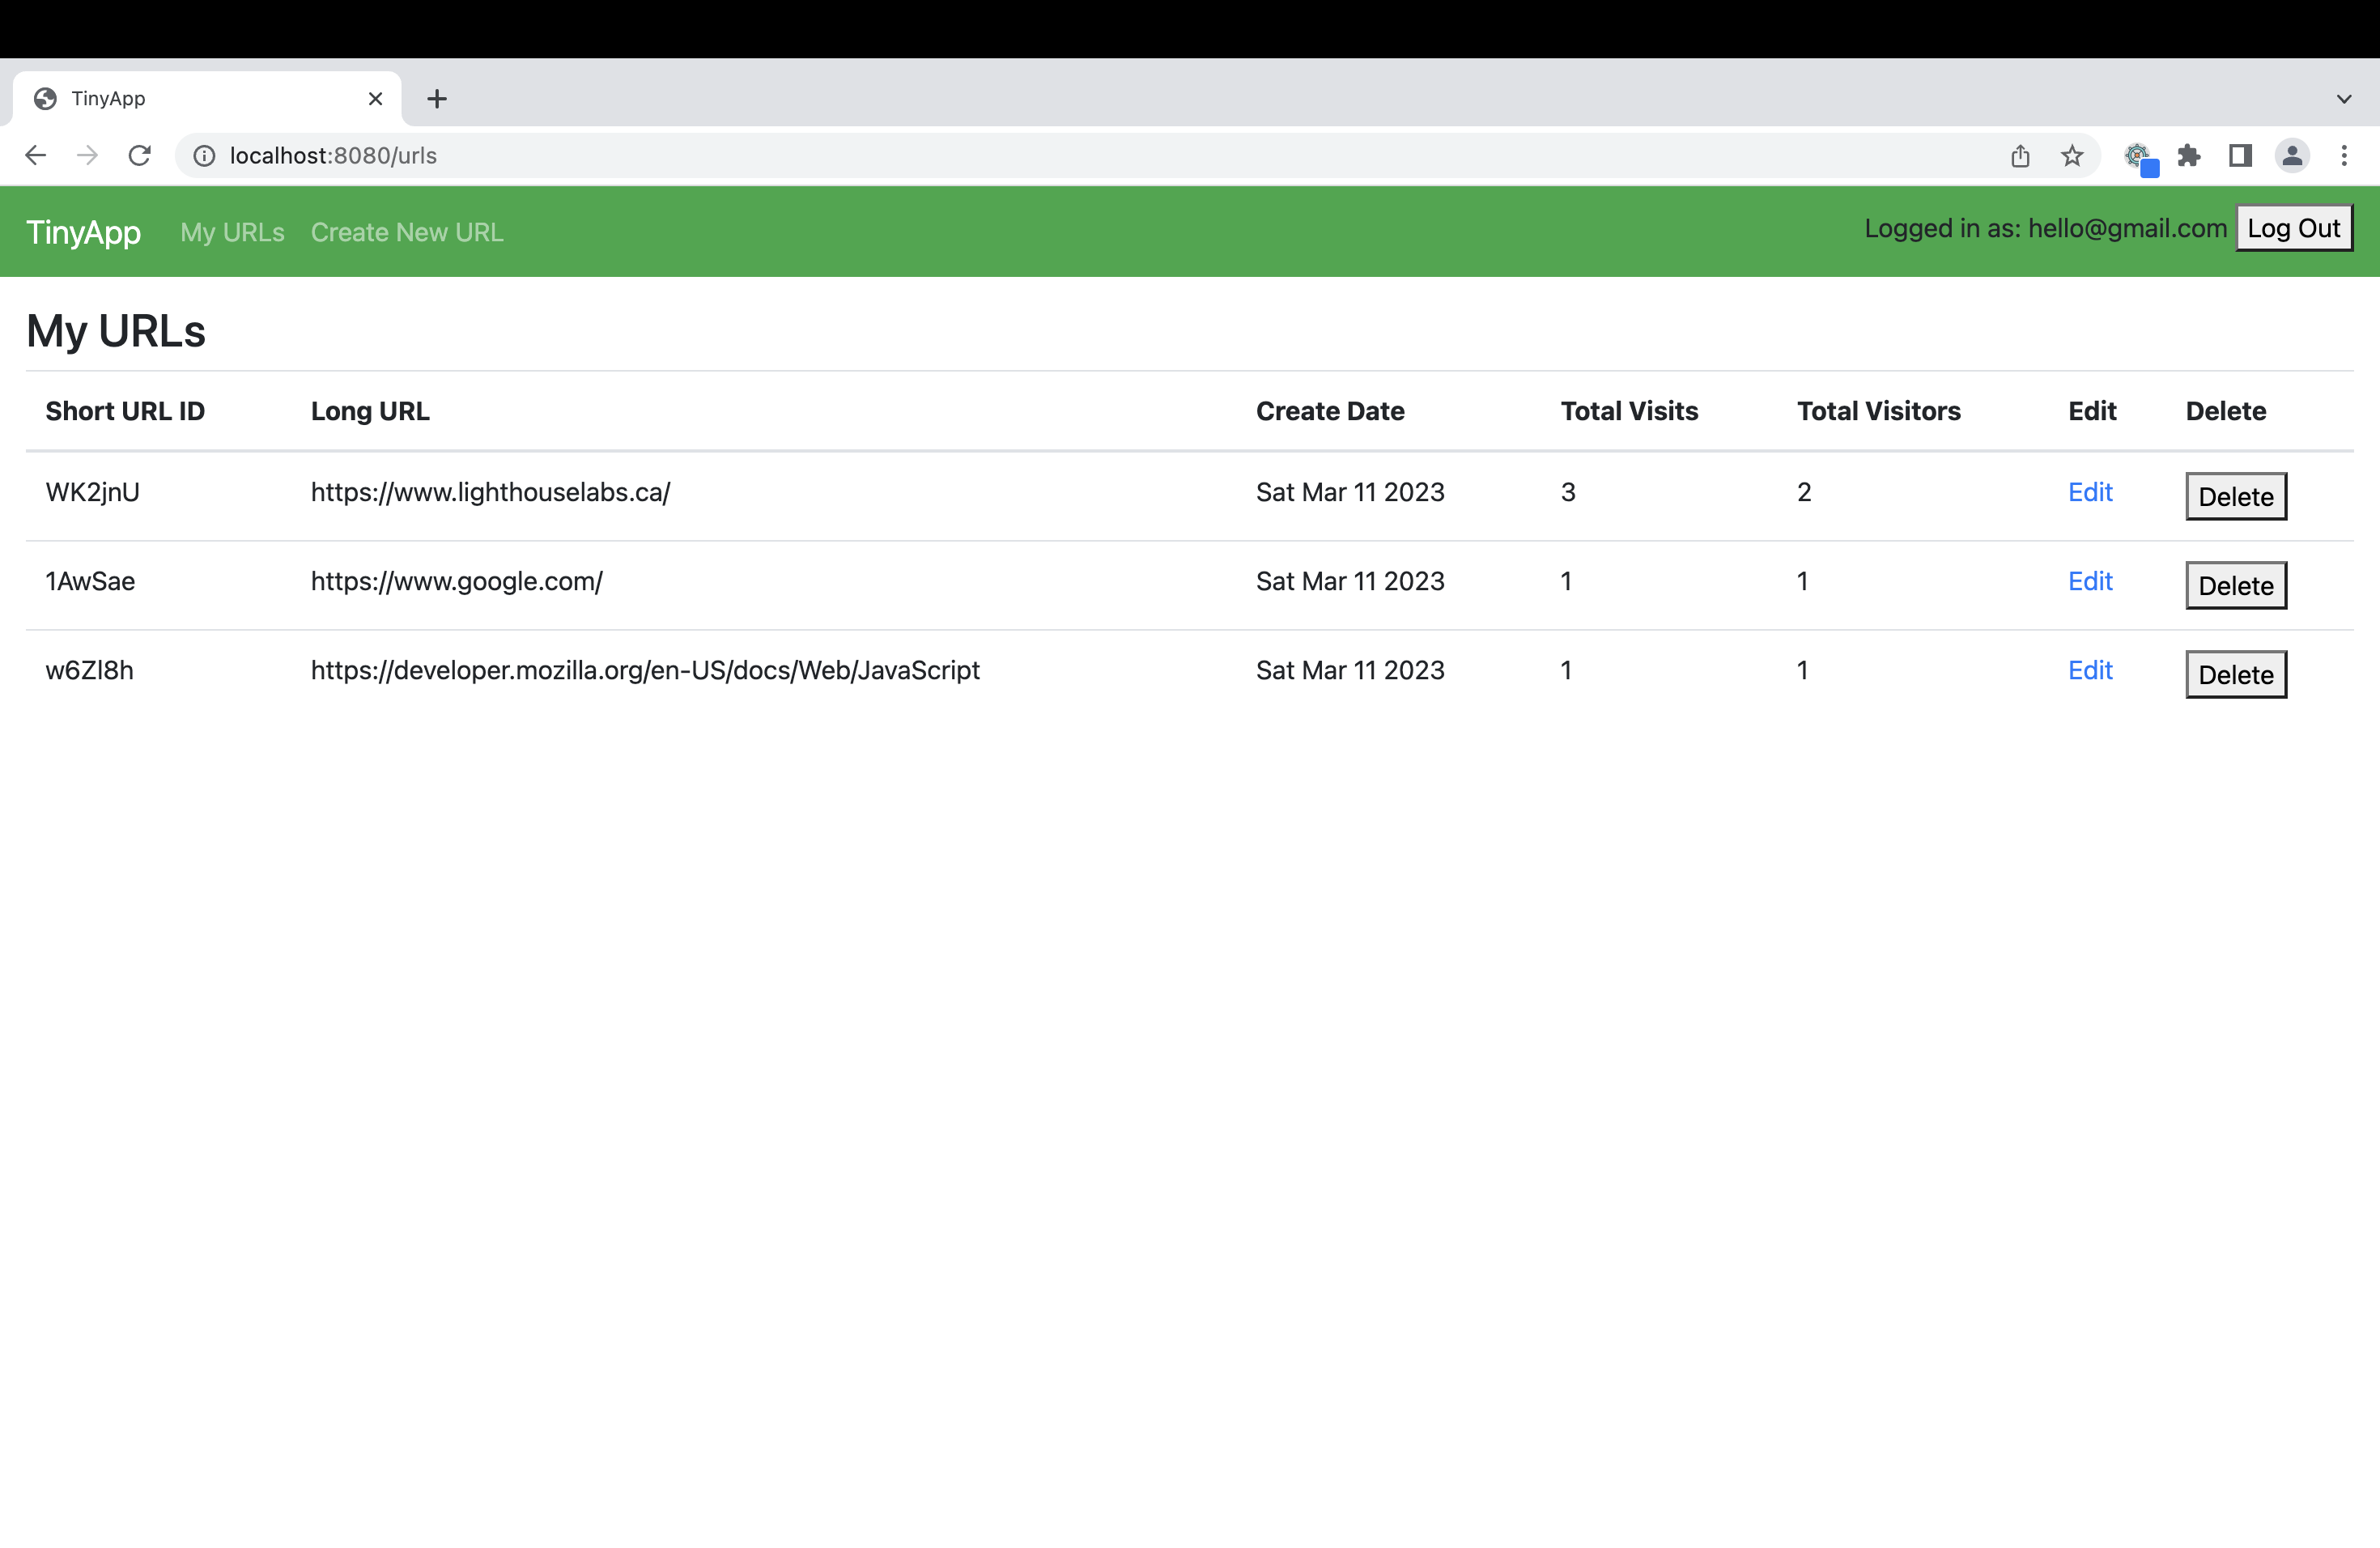 TinyApp
localhost:8080/urls
TinyApp My URLs Create New URL Logged in as: hello@gmail.com Log Out
My URLs
Short URL ID Long URL Create Date Total Visits Total Visitors Edit Delete
WK2jnU https://www.lighthouselabs.ca/ Sat Mar 11 2023 3 2 Edit Delete
1AwSae https://www.google.com/ Sat Mar 11 2023 1 1 Edit Delete
w6Zl8h https://developer.mozilla.org/en-US/docs/Web/JavaScript Sat Mar 11 2023 1 1 Edit Delete